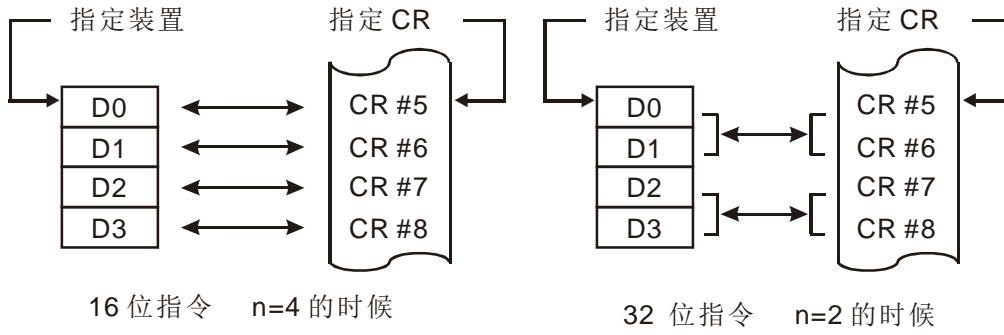 指定装置 指定 CR
D0 CR #5
D1 CR #6
D2 CR #7
D3 CR #8
16 位指令 n=4 的时候
指定装置 指定 CR
D0 CR #5
D1 CR #6
D2 CR #7
D3 CR #8
32 位指令 n=2 的时候